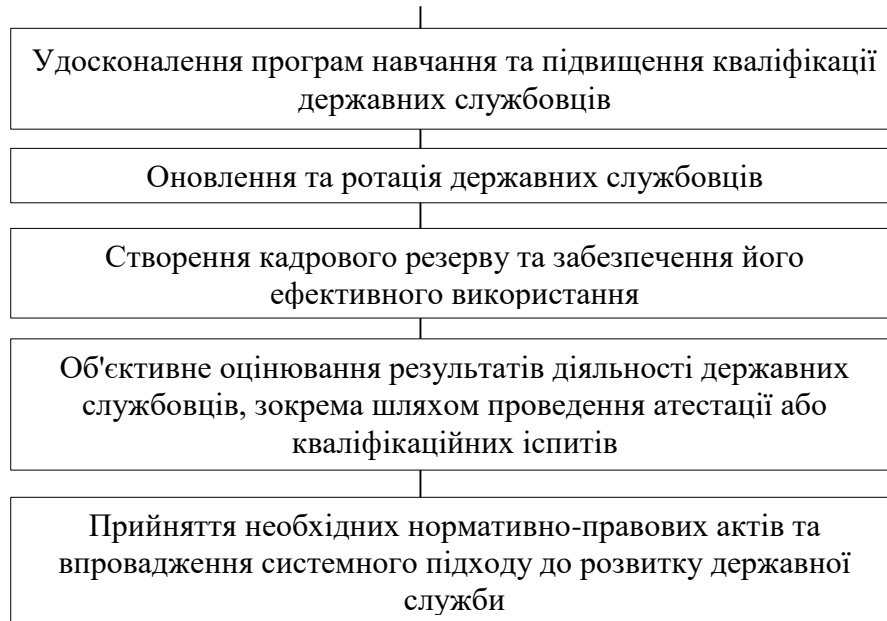 Удосконалення програм навчання та підвищення кваліфікації
державних службовців
Оновлення та ротація державних службовців
Створення кадрового резерву та забезпечення його
ефективного використання
Об'єктивне оцінювання результатів діяльності державних
службовців, зокрема шляхом проведення атестації або
кваліфікаційних іспитів
Прийняття необхідних нормативно-правових актів та
впровадження системного підходу до розвитку державної
служби